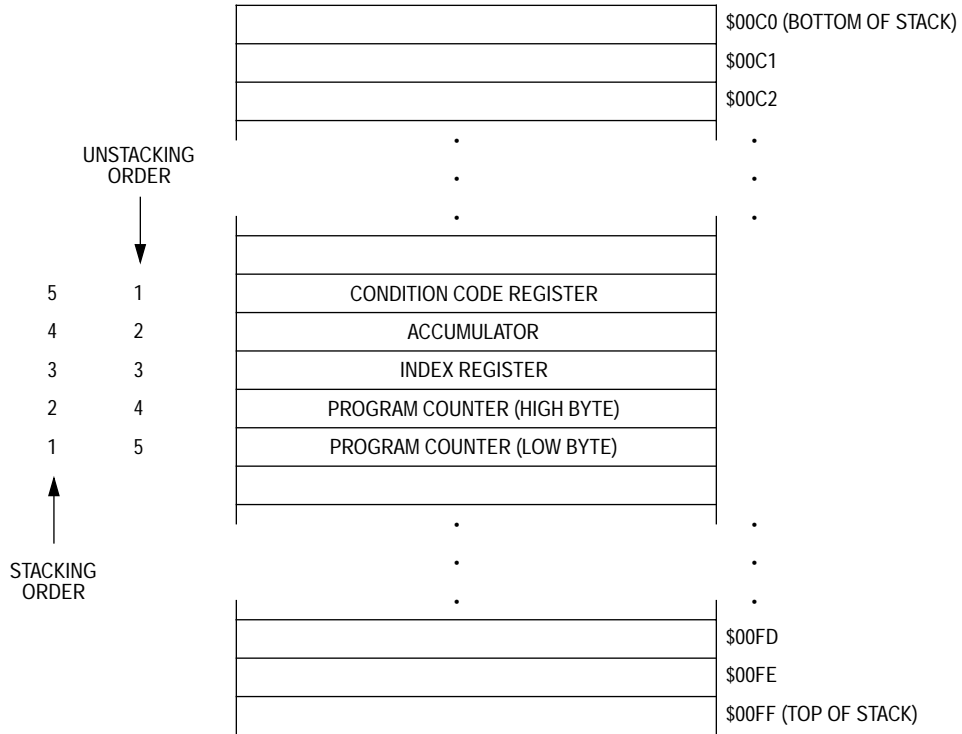 $00C0 (BOTTOM OF STACK)
$00C1
$00C2
UNSTACKING
ORDER
5 1 CONDITION CODE REGISTER
4 2 ACCUMULATOR
3 3 INDEX REGISTER
2 4 PROGRAM COUNTER (HIGH BYTE)
1 5 PROGRAM COUNTER (LOW BYTE)
STACKING
ORDER
$00FD
$00FE
$00FF (TOP OF STACK)